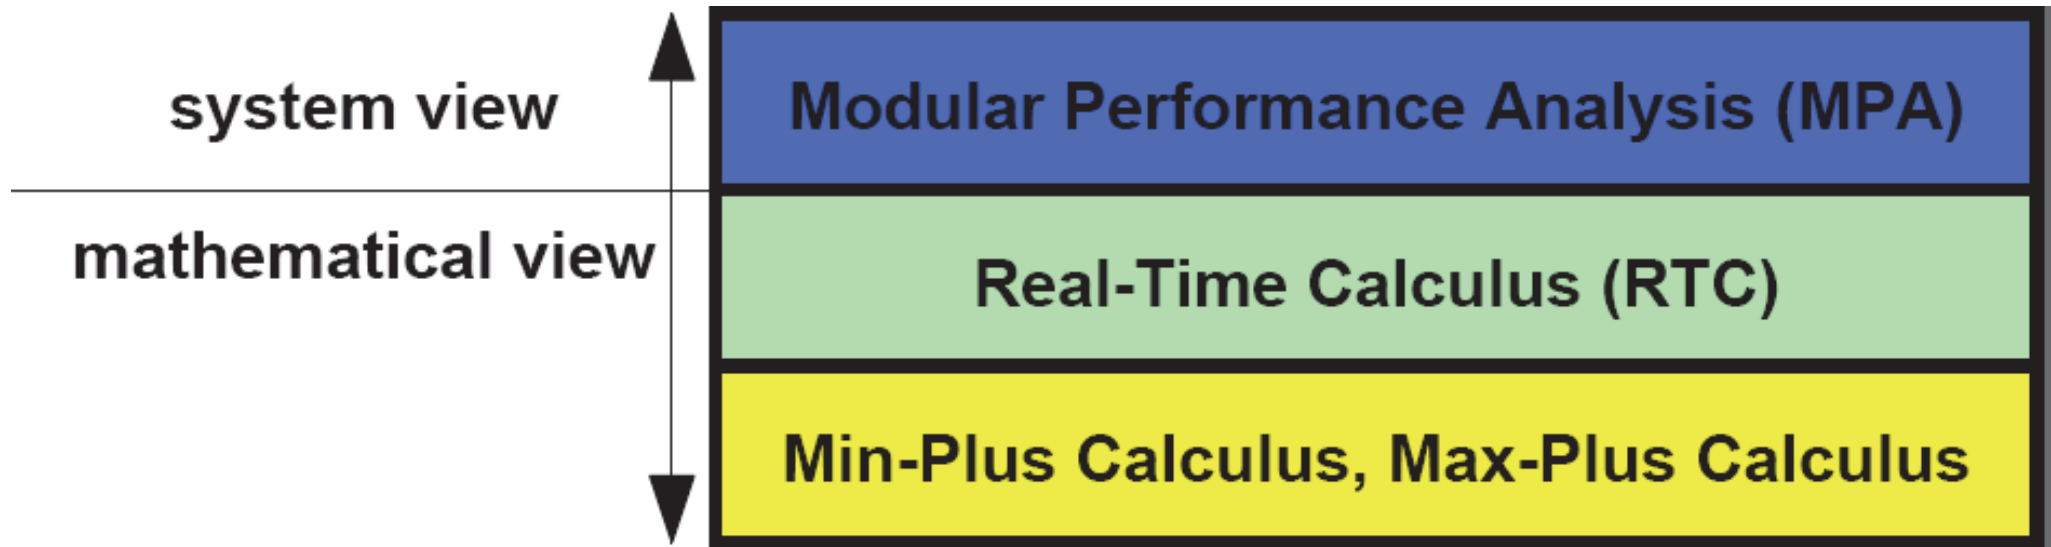 system view
Modular Performance Analysis (MPA)
mathematical view
Real-Time Calculus (RTC)
Min-Plus Calculus, Max-Plus Calculus